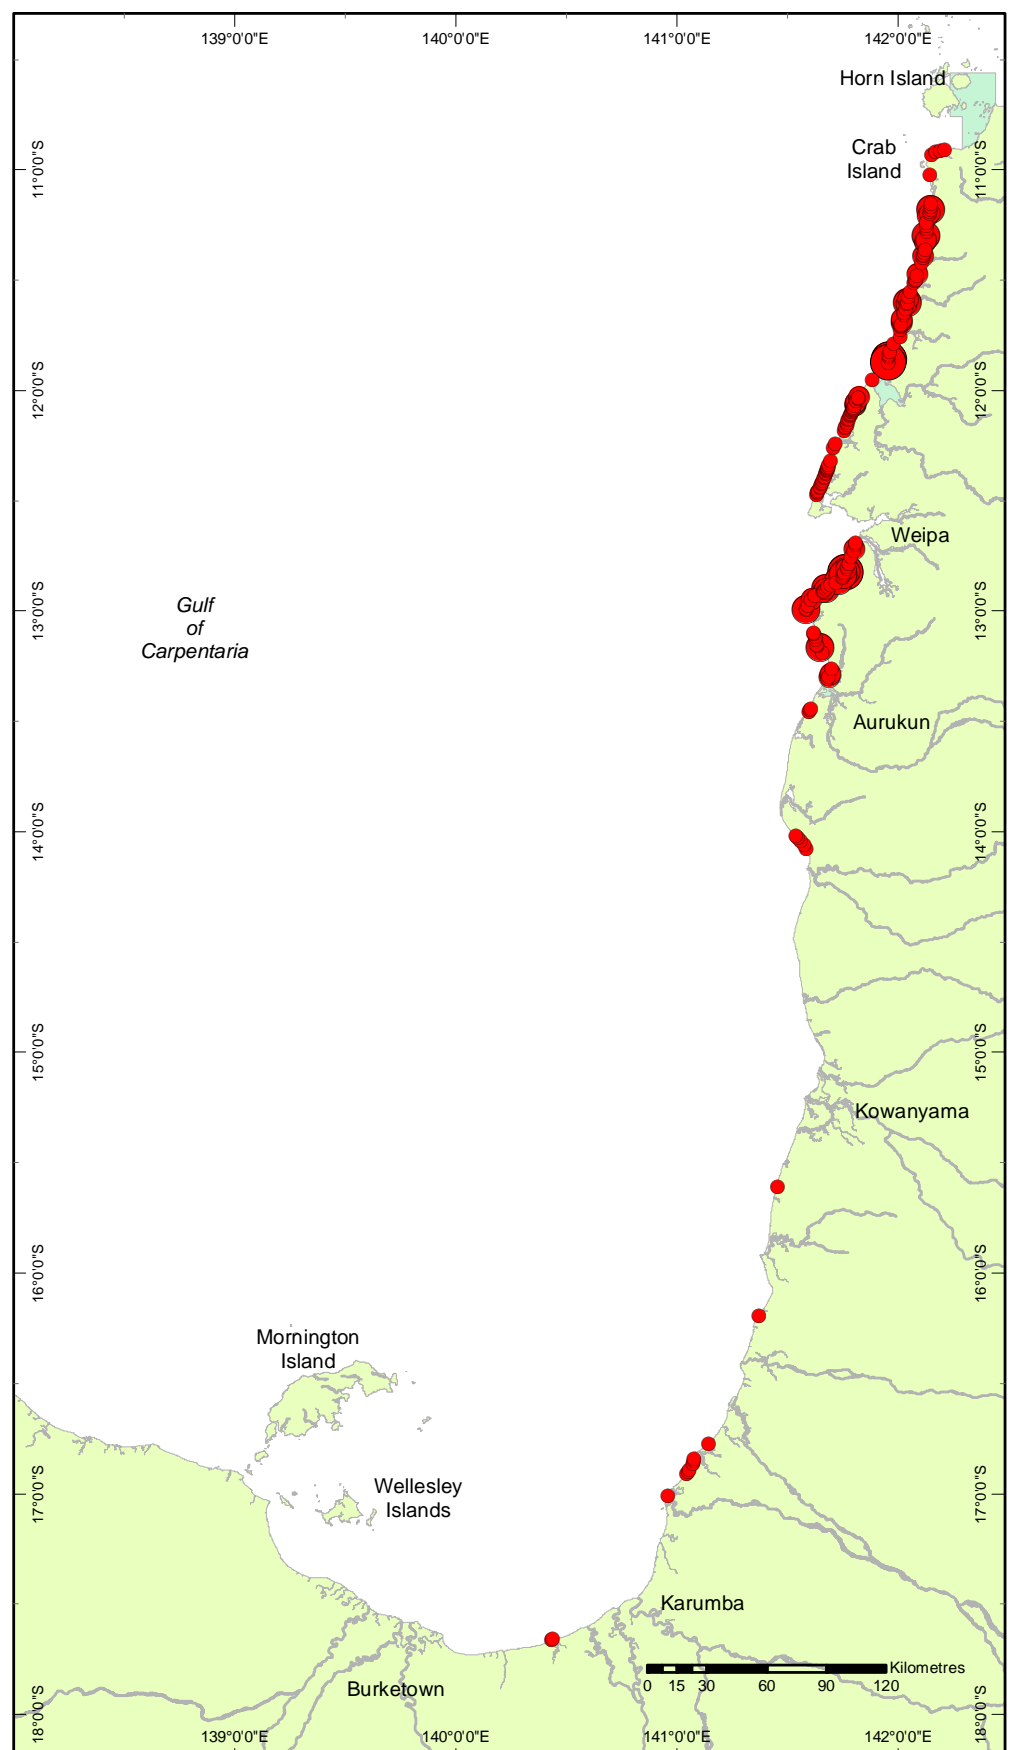 139°0'0"E 140°0'0"E 141°0'0"E 142°0'0"E
Horn Island
Crab
Island
11°0'0"S 11°0'0"S
12°0'0"S 12°0'0"S
Weipa
Gulf
of
Carpentaria
13°0'0"S 13°0'0"S
Aurukun
14°0'0"S 14°0'0"S
15°0'0"S 15°0'0"S
Kowanyama
16°0'0"S 16°0'0"S
Mornington
Island
Wellesley
Islands
17°0'0"S 17°0'0"S
Karumba
Kilometres
0 15 30 60 90 120
Burketown
18°0'0"S 18°0'0"S
139°0'0"E 140°0'0"E 141°0'0"E 142°0'0"E